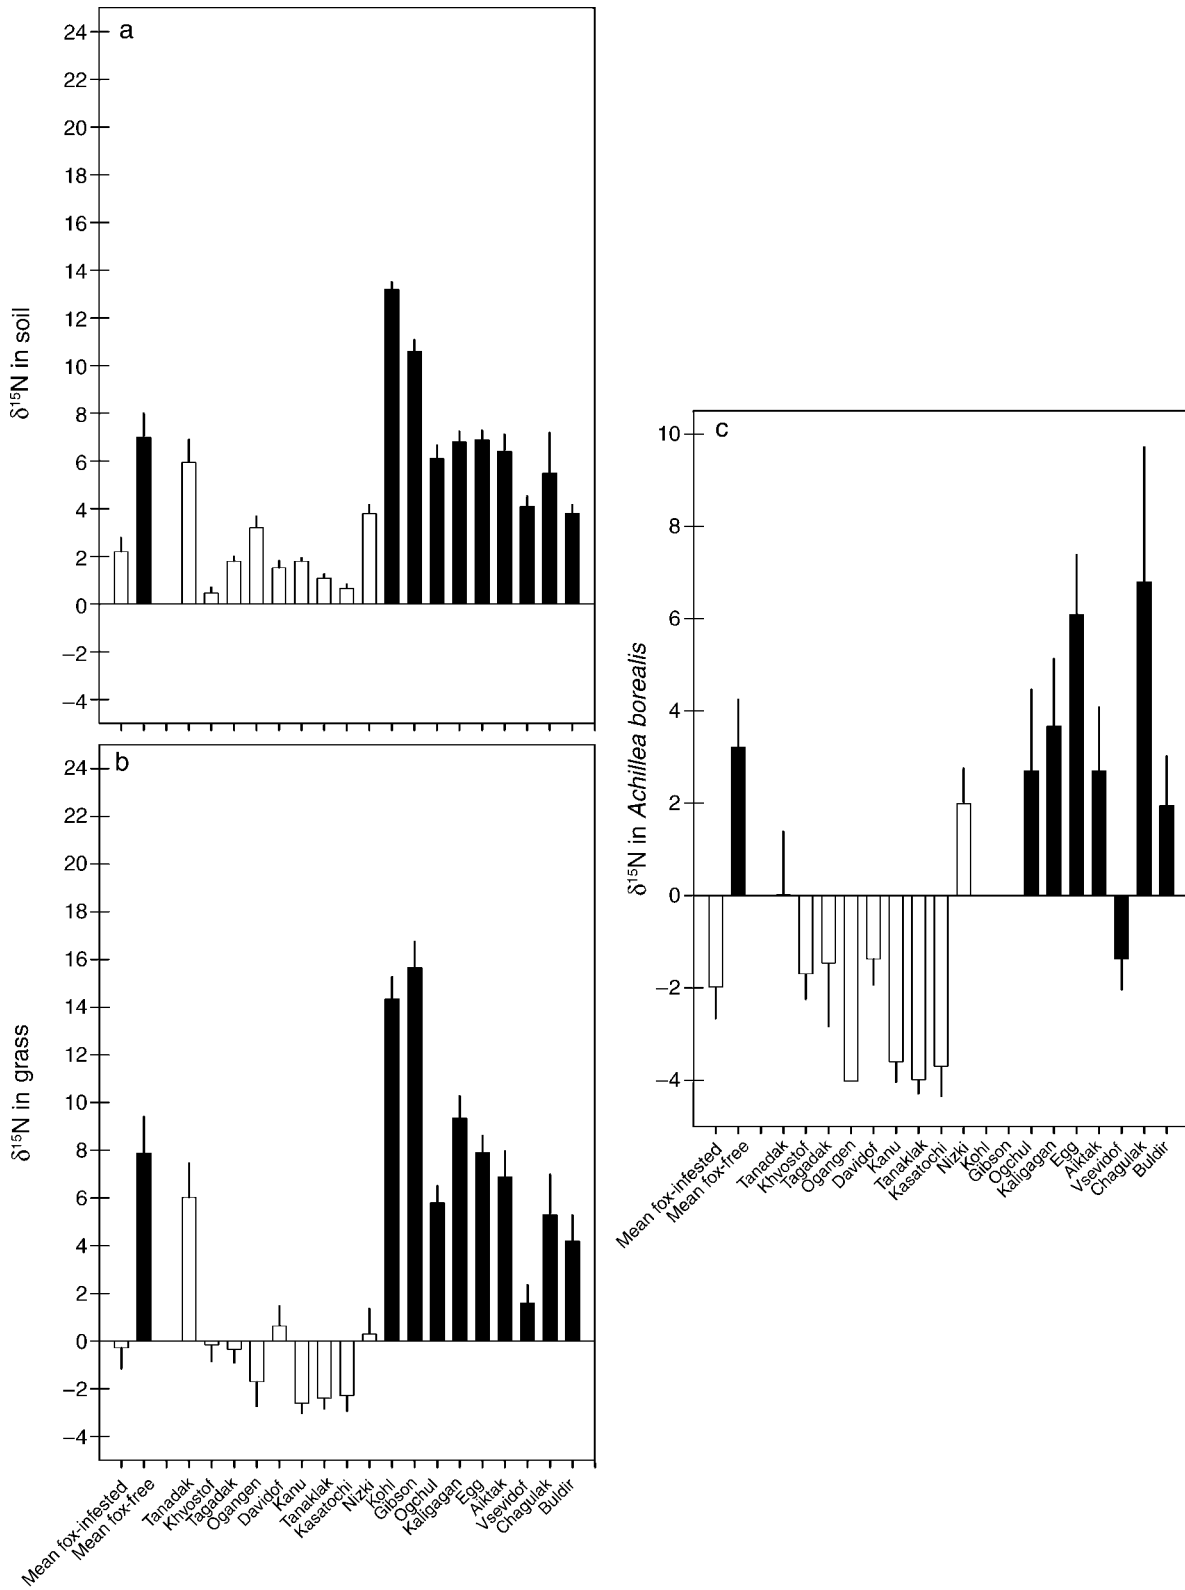 a
24
22
20
18
16
14
12
10
8
6
4
2
0
−2
−4
δ15N in soil
b
24
22
20
18
16
14
12
10
8
6
4
2
0
−2
−4
δ15N in grass
Mean fox-infested
Mean fox-free
Tanadak
Khvostof
Tagadak
Ogangen
Davidof
Kanu
Tanaklak
Kasatochi
Nizki
Kohl
Gibson
Ogchul
Kaligagan
Egg
Aiktak
Vsevidof
Chagulak
Buldir
c
10
8
6
4
2
0
−2
−4
δ15N in Achillea borealis
Mean fox-infested
Mean fox-free
Tanadak
Khvostof
Tagadak
Ogangen
Davidof
Kanu
Tanaklak
Kasatochi
Nizki
Kohl
Gibson
Ogchul
Kaligagan
Egg
Aiktak
Vsevidof
Chagulak
Buldir